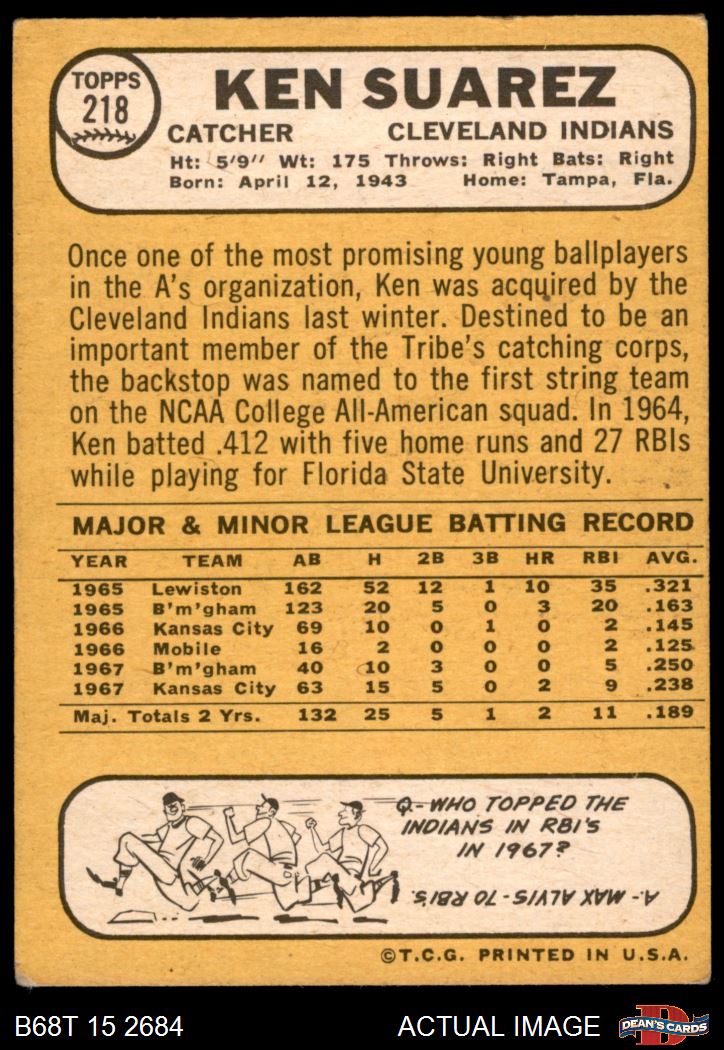 TOPPS
218
KEN SUAREZ
CATCHER CLEVELAND INDIANS
Ht: 5'9" Wt: 175 Throws: Right Bats: Right
Born: April 12, 1943 Home: Tampa, Fla.
Once one of the most promising young ballplayers
in the A's organization, Ken was acquired by the
Cleveland Indians last winter. Destined to be an
important member of the Tribe's catching corps,
the backstop was named to the first string team
on the NCAA College All-American squad. In 1964,
Ken batted .412 with five home runs and 27 RBIs
while playing for Florida State University.
MAJOR & MINOR LEAGUE BATTING RECORD
YEAR TEAM AB H 2B 3B HR RBI AVG.
1965 Lewiston 162 52 12 1 10 35 .321
1965 B'm'gham 123 20 5 0 3 20 .163
1966 Kansas City 69 10 0 1 0 2 .145
1966 Mobile 16 2 0 0 0 2 .125
1967 B'm'gham 40 10 3 0 0 5 .250
1967 Kansas City 63 15 5 0 2 9 .238
Maj. Totals 2 Yrs. 132 25 5 1 2 11 .189
Q-WHO TOPPED THE
INDIANS IN RBI'S
IN 1967?
A- MAX ALVIS-70 RBI'S.
©T.C.G. PRINTED IN U.S.A.
B68T 15 2684 ACTUAL IMAGE DEAN'S CARDS